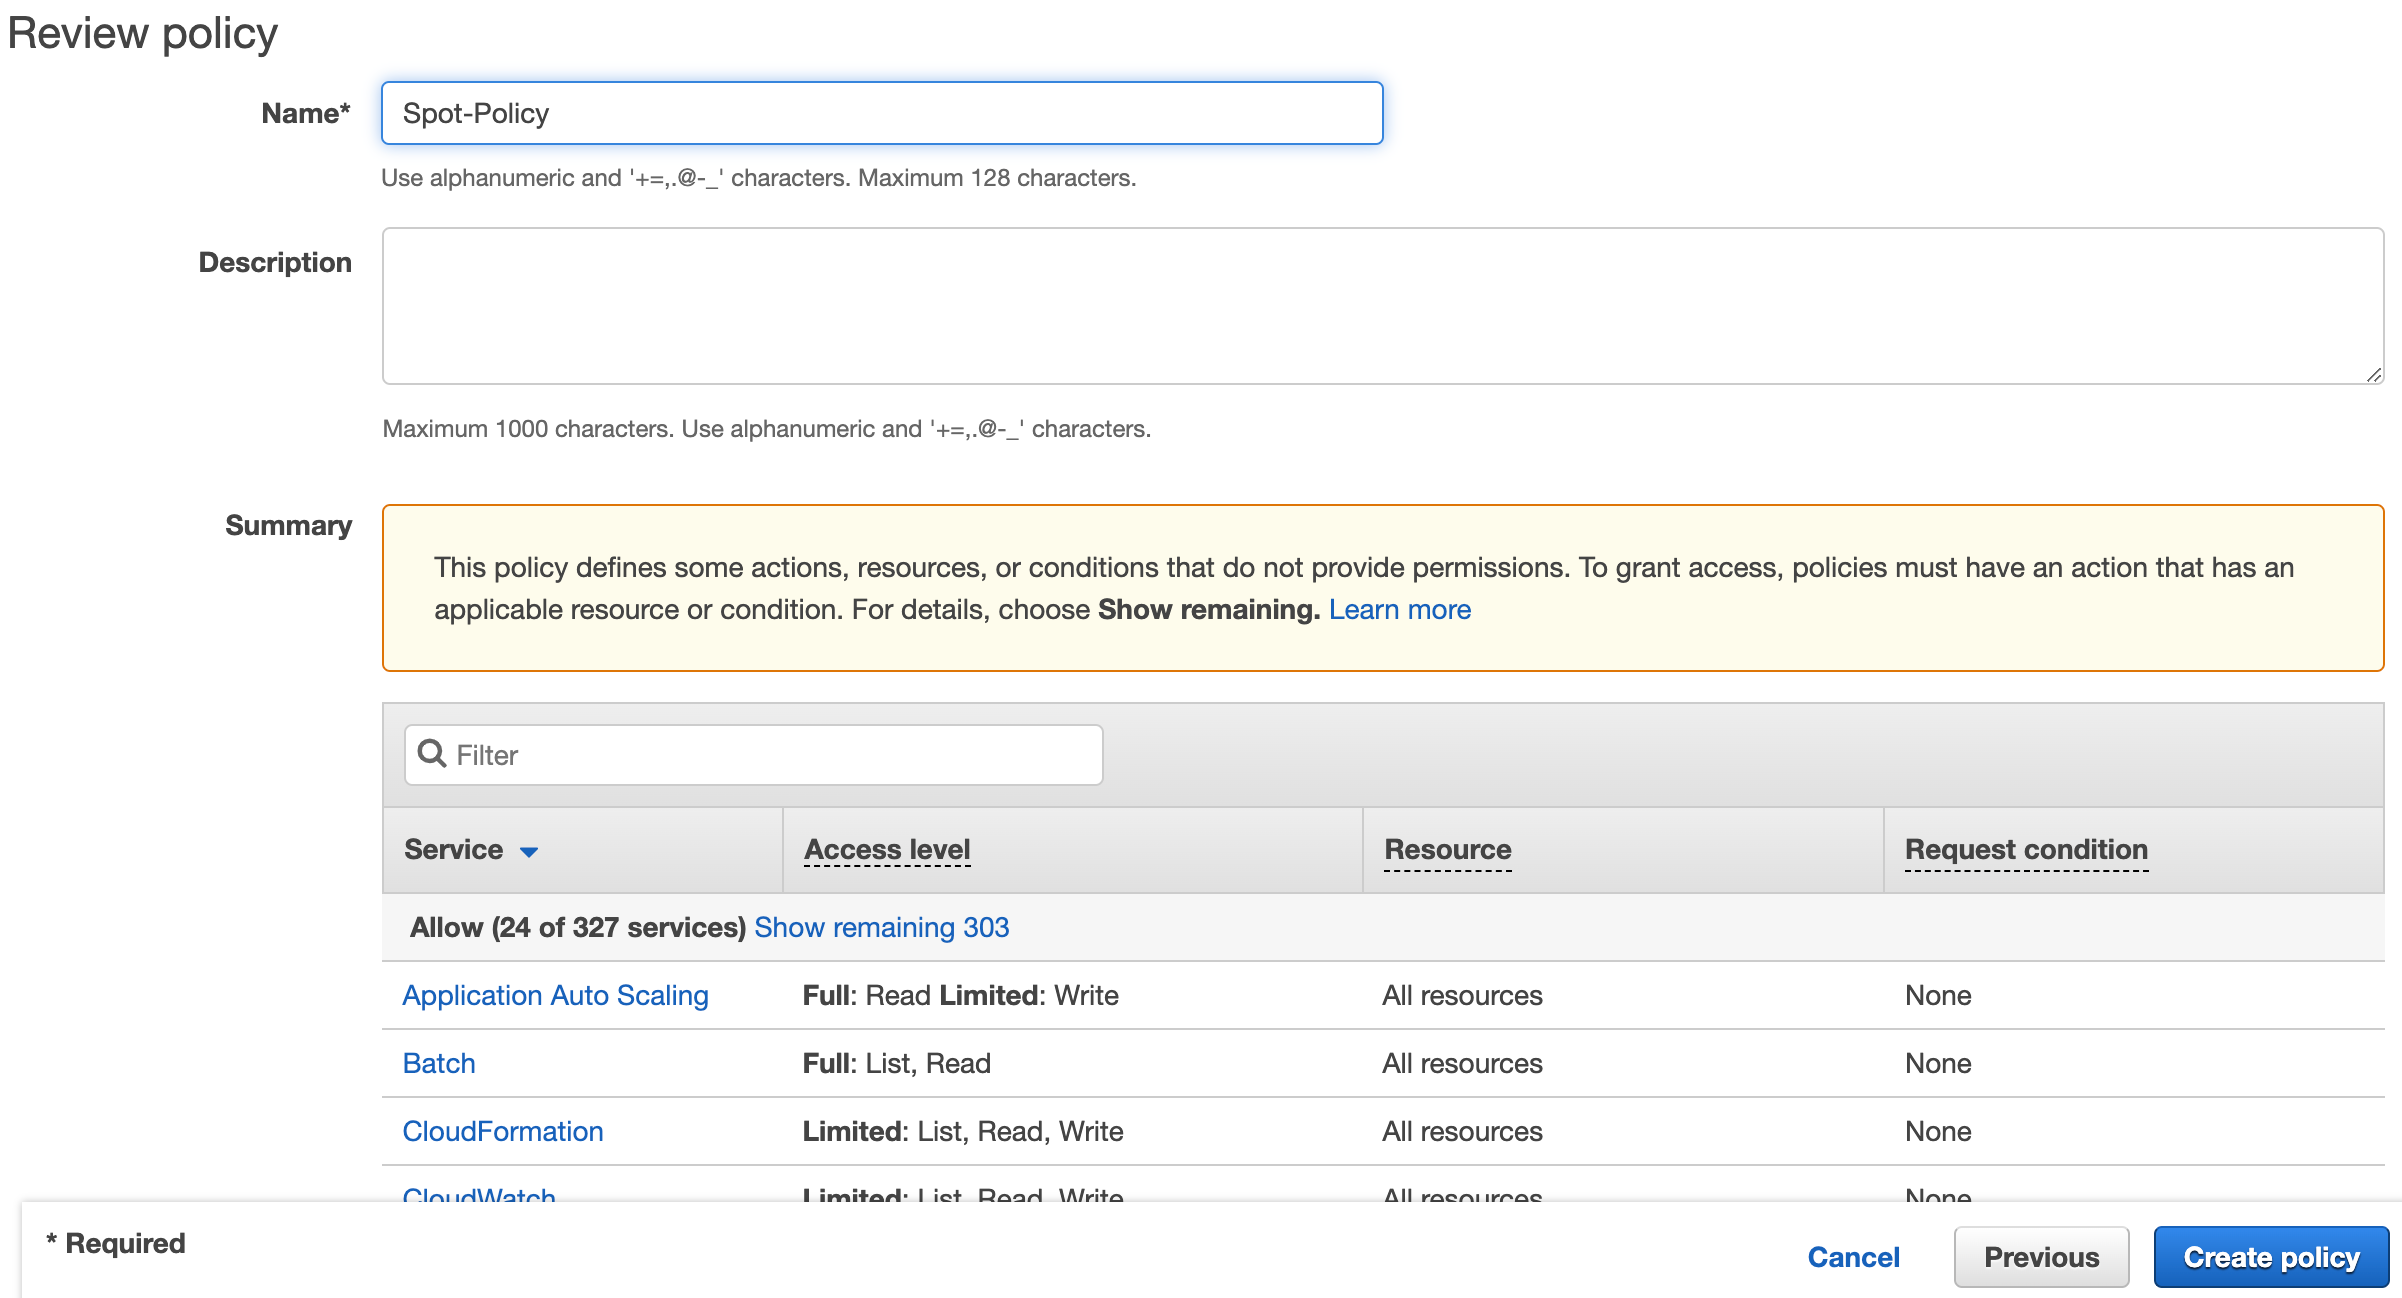 Review policy
Name*
Spot-Policy
Use alphanumeric and '+=,.@-_' characters. Maximum 128 characters.
Description
Maximum 1000 characters. Use alphanumeric and '+=,.@-_' characters.
Summary
This policy defines some actions, resources, or conditions that do not provide permissions. To grant access, policies must have an action that has an
applicable resource or condition. For details, choose Show remaining. Learn more
Filter
Service Access level Resource Request condition
Allow (24 of 327 services) Show remaining 303
Application Auto Scaling Full: Read Limited: Write All resources None
Batch Full: List, Read All resources None
CloudFormation Limited: List, Read, Write All resources None
CloudWatch Limited: List, Read, Write All resources None
* Required
Cancel Previous Create policy